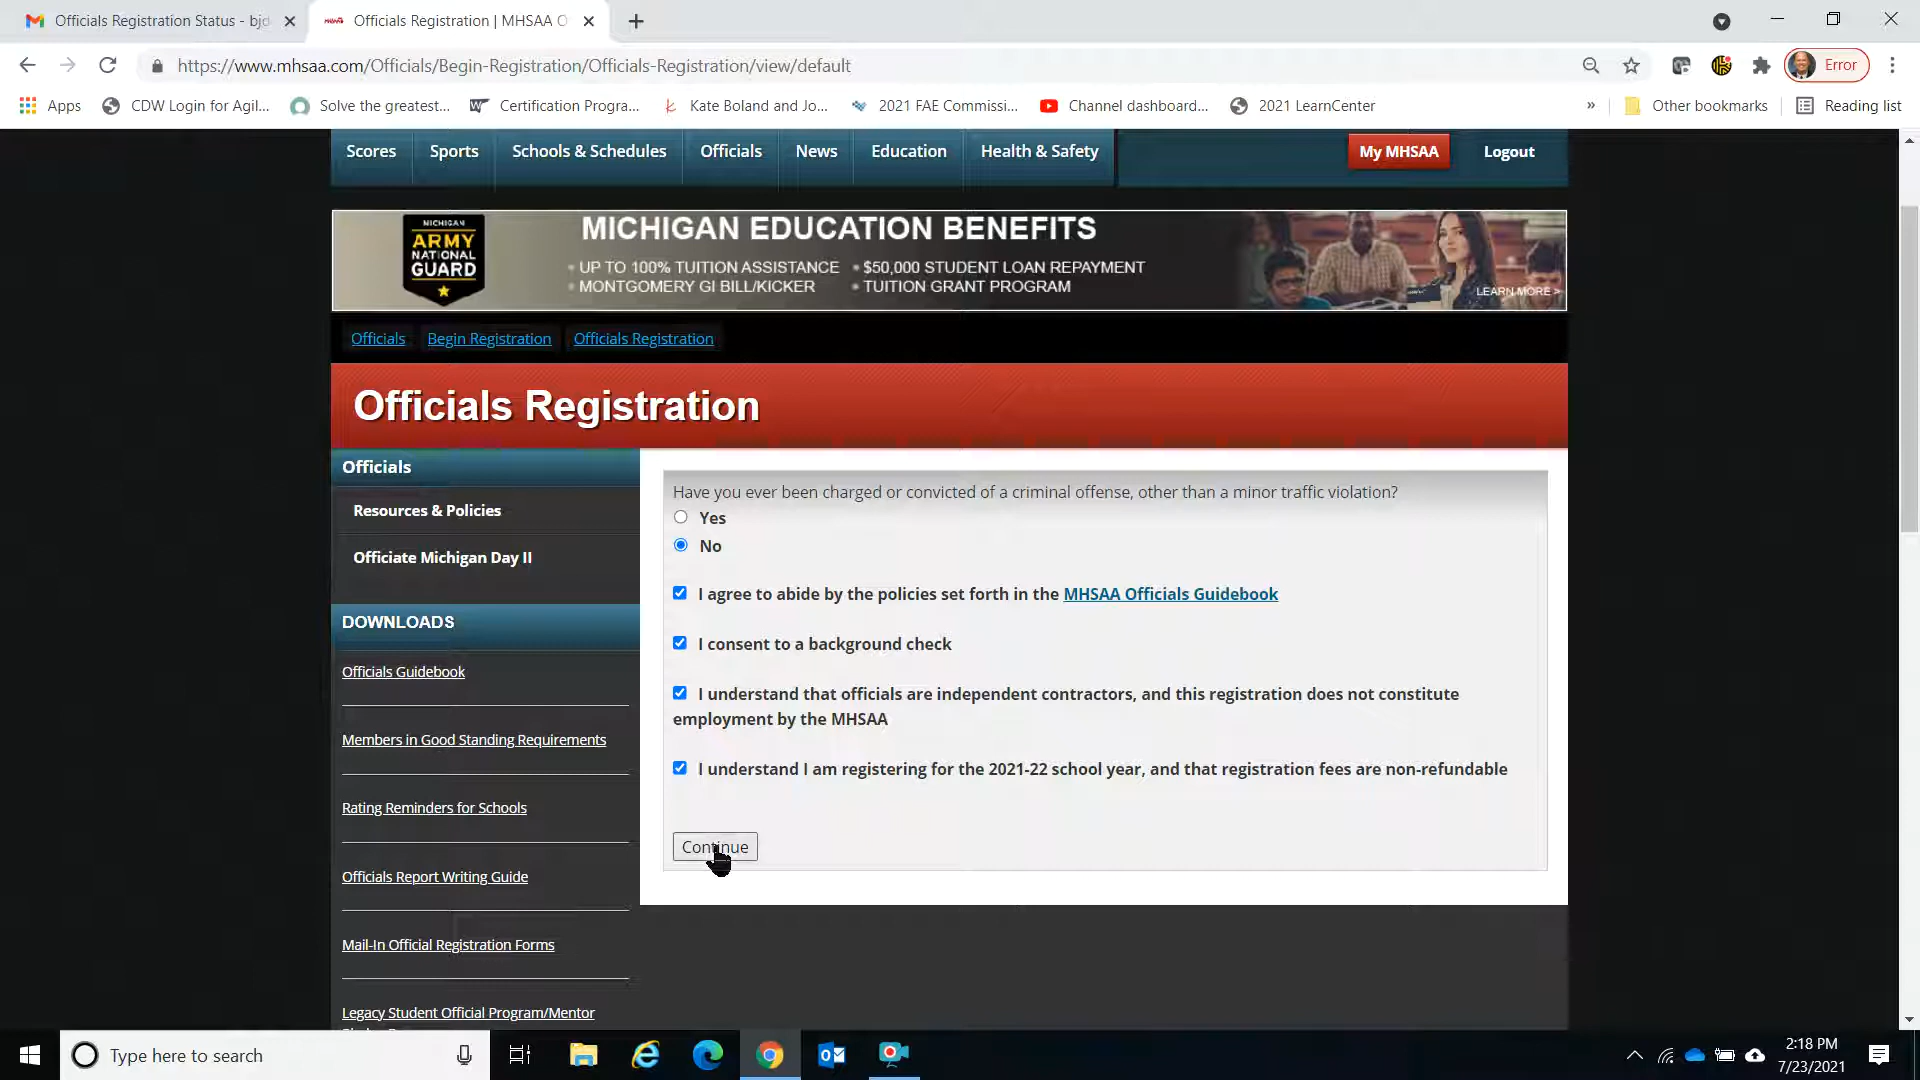 Officials Registration Status - bjd
Officials Registration | MHSAA O
https://www.mhsaa.com/Officials/Begin-Registration/Officials-Registration/view/default
Error
Apps
CDW Login for Agil...
Solve the greatest...
Certification Progra...
Kate Boland and Jo...
2021 FAE Commissi...
Channel dashboard...
2021 LearnCenter
»
Other bookmarks
Reading list
Scores
Sports
Schools & Schedules
Officials
News
Education
Health & Safety
My MHSAA
Logout
MICHIGAN
ARMY
NATIONAL
GUARD
MICHIGAN EDUCATION BENEFITS
• UP TO 100% TUITION ASSISTANCE • $50,000 STUDENT LOAN REPAYMENT
• MONTGOMERY GI BILL/KICKER • TUITION GRANT PROGRAM
LEARN MORE >
Officials
Begin Registration
Officials Registration
Officials Registration
Officials
Resources & Policies
Officiate Michigan Day II
DOWNLOADS
Officials Guidebook
Members in Good Standing Requirements
Rating Reminders for Schools
Officials Report Writing Guide
Mail-In Official Registration Forms
Legacy Student Official Program/Mentor
Have you ever been charged or convicted of a criminal offense, other than a minor traffic violation?
Yes
No
I agree to abide by the policies set forth in the MHSAA Officials Guidebook
I consent to a background check
I understand that officials are independent contractors, and this registration does not constitute
employment by the MHSAA
I understand I am registering for the 2021-22 school year, and that registration fees are non-refundable
Continue
Type here to search
2:18 PM
7/23/2021